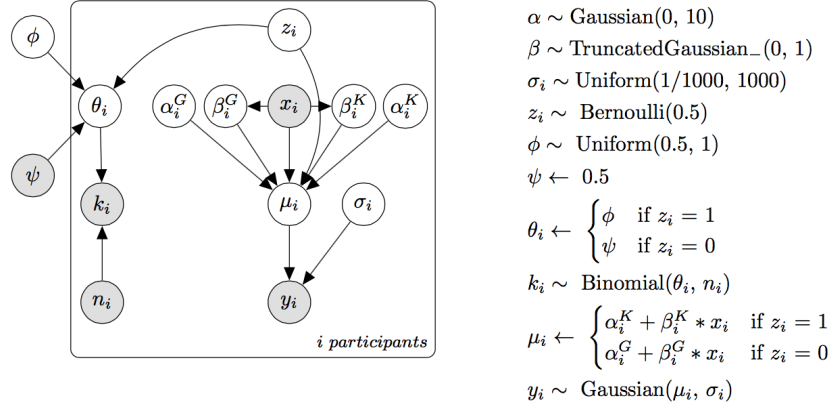 ϕ
z_i
θ_i
α_i^G
β_i^G
x_i
β_i^K
α_i^K
ψ
k_i
μ_i
σ_i
n_i
y_i
i participants
α ∼ Gaussian(0, 10)
β ∼ TruncatedGaussian_−(0, 1)
σ_i ∼ Uniform(1/1000, 1000)
z_i ∼ Bernoulli(0.5)
ϕ ∼ Uniform(0.5, 1)
ψ ← 0.5
θ_i ← { ϕ if z_i = 1
ψ if z_i = 0
k_i ∼ Binomial(θ_i, n_i)
μ_i ← { α_i^K + β_i^K * x_i if z_i = 1
α_i^G + β_i^G * x_i if z_i = 0
y_i ∼ Gaussian(μ_i, σ_i)